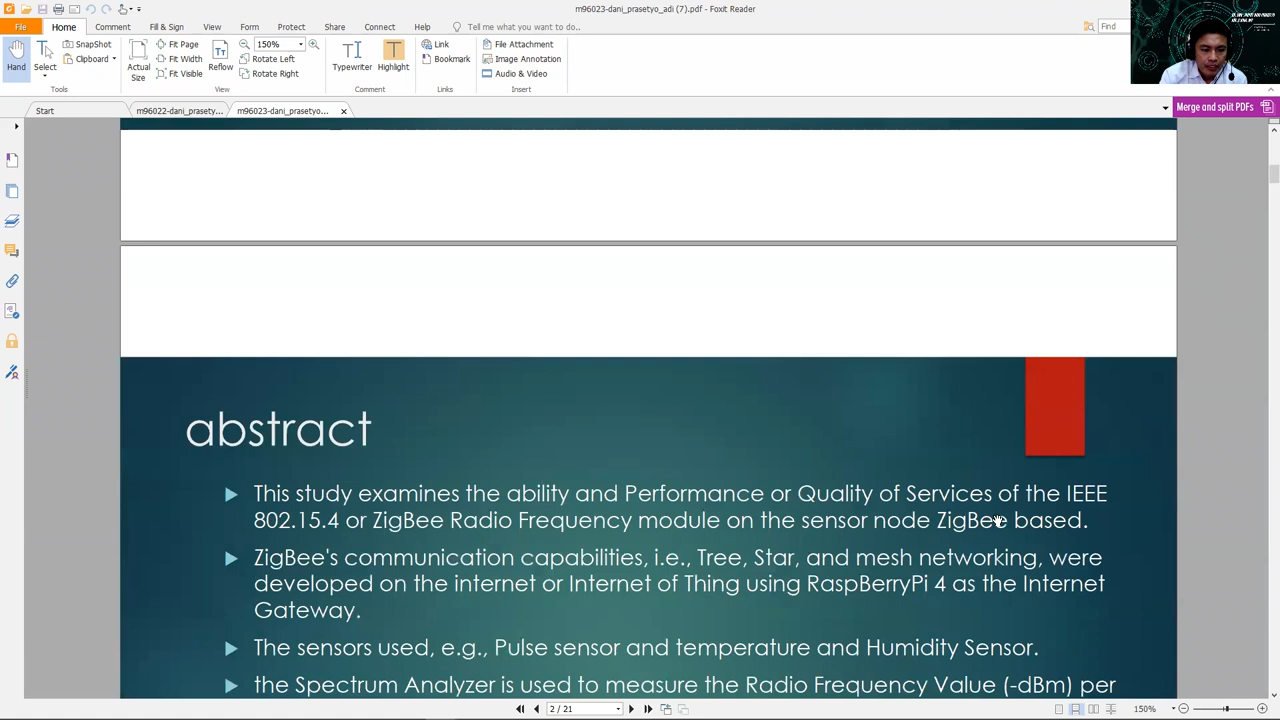 m96023-dani_prasetyo_adi (7).pdf - Foxit Reader
File Home Comment View Form Protect Share Connect Help Tell me what you want to do.. Find
Hand
Select
SnapShot
Clipboard
Tools
Actual Size
Fit Page
Fit Width
Fit Visible
Reflow
150%
Rotate Left
Rotate Right
View
Typewriter
Highlight
Comment
Link
Bookmark
Links
File Attachment
Image Annotation
Audio & Video
Insert
Start m96022-dani_prasety... m96023-dani_prasetyo... Merge and split PDFs
abstract
This study examines the ability and Performance or Quality of Services of the IEEE
802.15.4 or ZigBee Radio Frequency module on the sensor node ZigBee based.
ZigBee's communication capabilities, i.e., Tree, Star, and mesh networking, were
developed on the internet or Internet of Thing using RaspBerryPi 4 as the Internet
Gateway.
The sensors used, e.g., Pulse sensor and temperature and Humidity Sensor.
the Spectrum Analyzer is used to measure the Radio Frequency Value (-dBm) per
2 / 21
150%